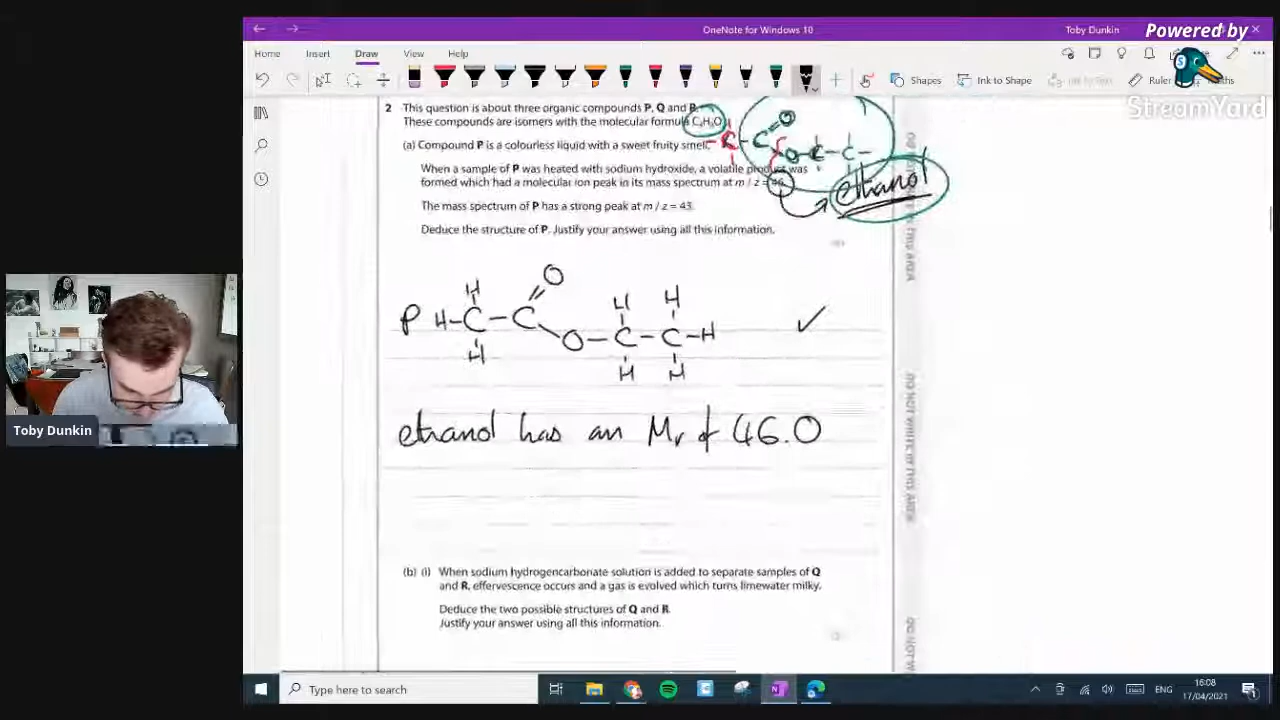 OneNote for Windows 10
Toby Dunkin
Powered by
StreamYard
Home Insert Draw View Help
Shapes
Ink to Shape
Ruler
Maths
2 This question is about three organic compounds P, Q and R.
These compounds are isomers with the molecular formula
(a) Compound P is a colourless liquid with a sweet fruity smell.
When a sample of P was heated with sodium hydroxide, a volatile product was
formed which had a molecular ion peak in its mass spectrum at m / z = 46.
The mass spectrum of P has a strong peak at m / z = 43.
Deduce the structure of P. Justify your answer using all this information.
C C O O C C
ethanol
P H-C-C O O-C-C-H
H H H H H H
ethanol has an Mr of 46.0
(b) (i) When sodium hydrogencarbonate solution is added to separate samples of Q
and R, effervescence occurs and a gas is evolved which turns limewater milky.
Deduce the two possible structures of Q and R.
Justify your answer using all this information.
DO NOT WRITE IN THIS AREA
Toby Dunkin
Type here to search
ENG
16:08
17/04/2021